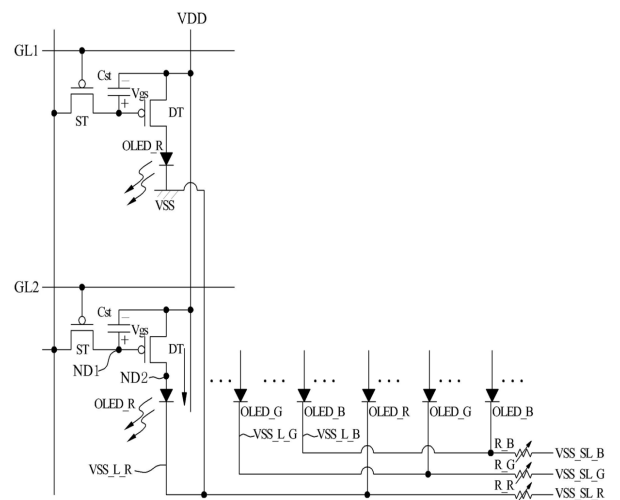 VDD
GL1
Cst
−
Vgs
+
ST
DT
OLED_R
VSS
GL2
Cst
−
Vgs
+
ST
DT
ND1
ND2
OLED_R
VSS_L_R
... ... ... ... ... ...
OLED_G OLED_B OLED_R OLED_G OLED_B
VSS_L_G VSS_L_B
R_B VSS_SL_B
R_G VSS_SL_G
R_R VSS_SL_R